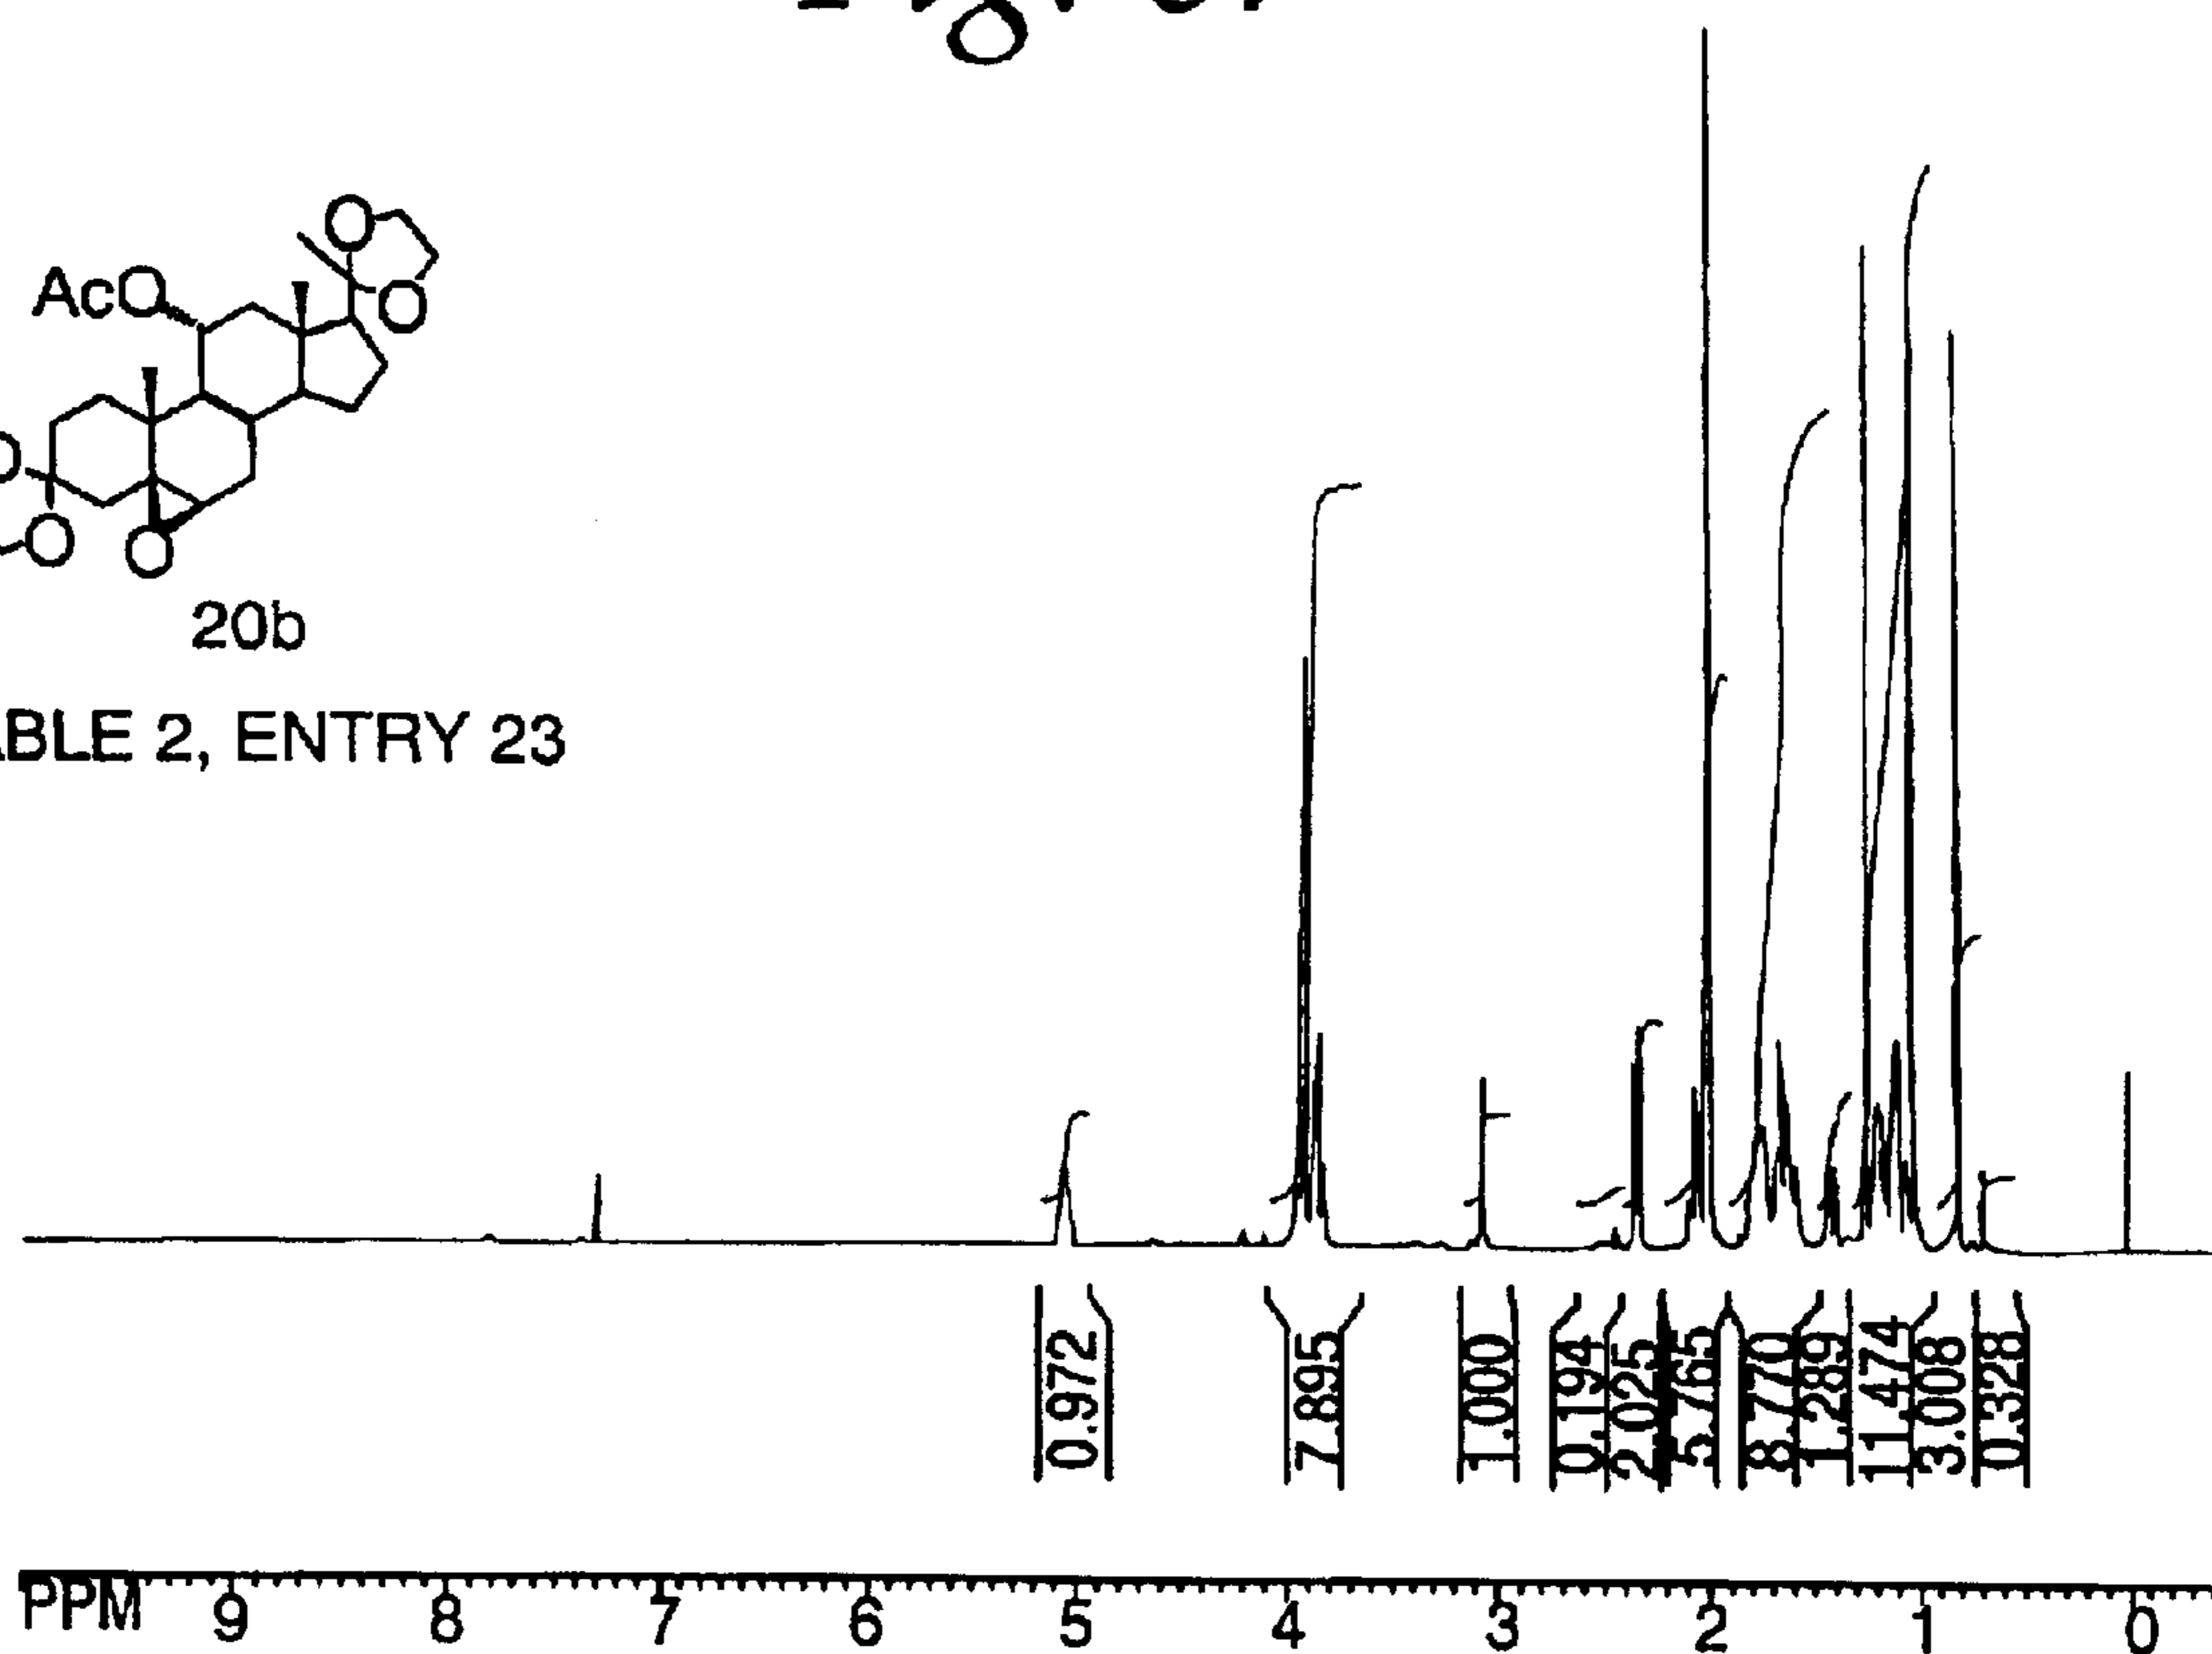 O
AcO
O
O
O
20b
BLE 2, ENTRY 23
0.972
7.895
1.000
0.194
2.025
5.765
8.770
1.289
11.474
3.008
0.328
PPM 9 8 7 6 5 4 3 2 1 0